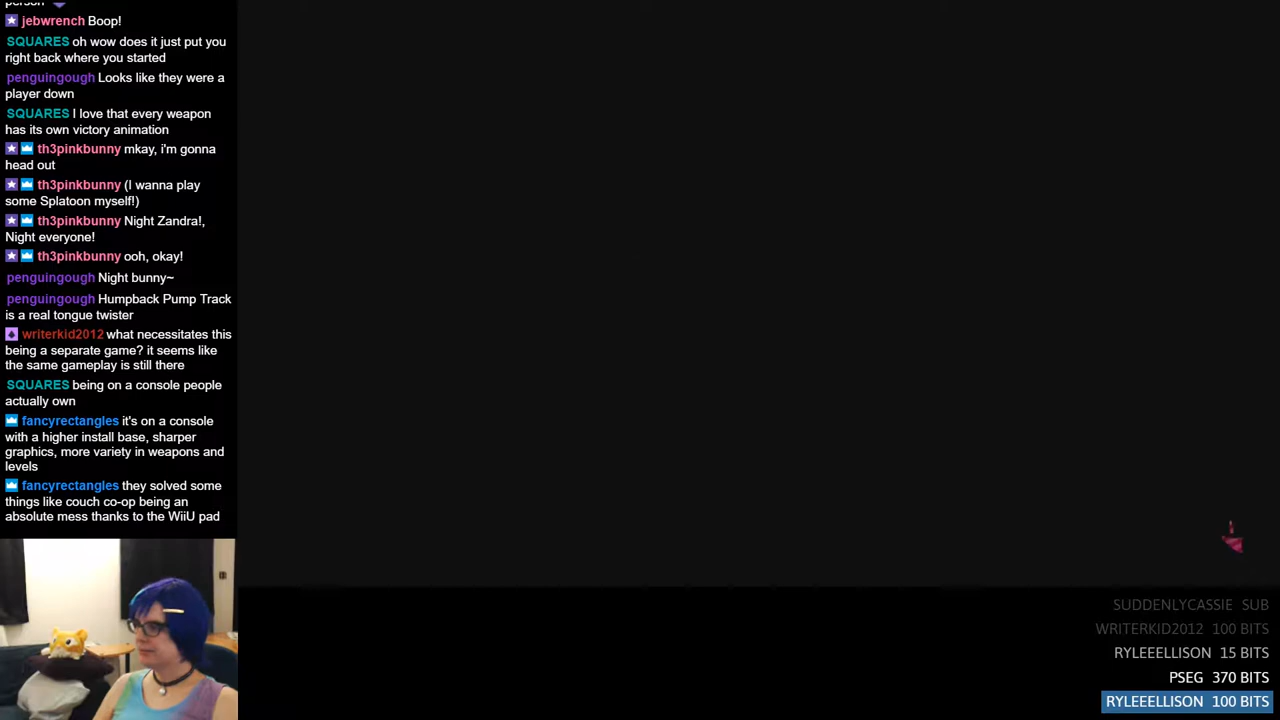 person
jebwrench Boop!
SQUARES oh wow does it just put you
right back where you started
penguingough Looks like they were a
player down
SQUARES I love that every weapon
has its own victory animation
th3pinkbunny mkay, i'm gonna
head out
th3pinkbunny (I wanna play
some Splatoon myself!)
th3pinkbunny Night Zandra!,
Night everyone!
th3pinkbunny ooh, okay!
penguingough Night bunny~
penguingough Humpback Pump Track
is a real tongue twister
writerkid2012 what necessitates this
being a separate game? it seems like
the same gameplay is still there
SQUARES being on a console people
actually own
fancyrectangles it's on a console
with a higher install base, sharper
graphics, more variety in weapons and
levels
fancyrectangles they solved some
things like couch co-op being an
absolute mess thanks to the WiiU pad
SUDDENLYCASSIE SUB
WRITERKID2012 100 BITS
RYLEEELLISON 15 BITS
PSEG 370 BITS
RYLEEELLISON 100 BITS